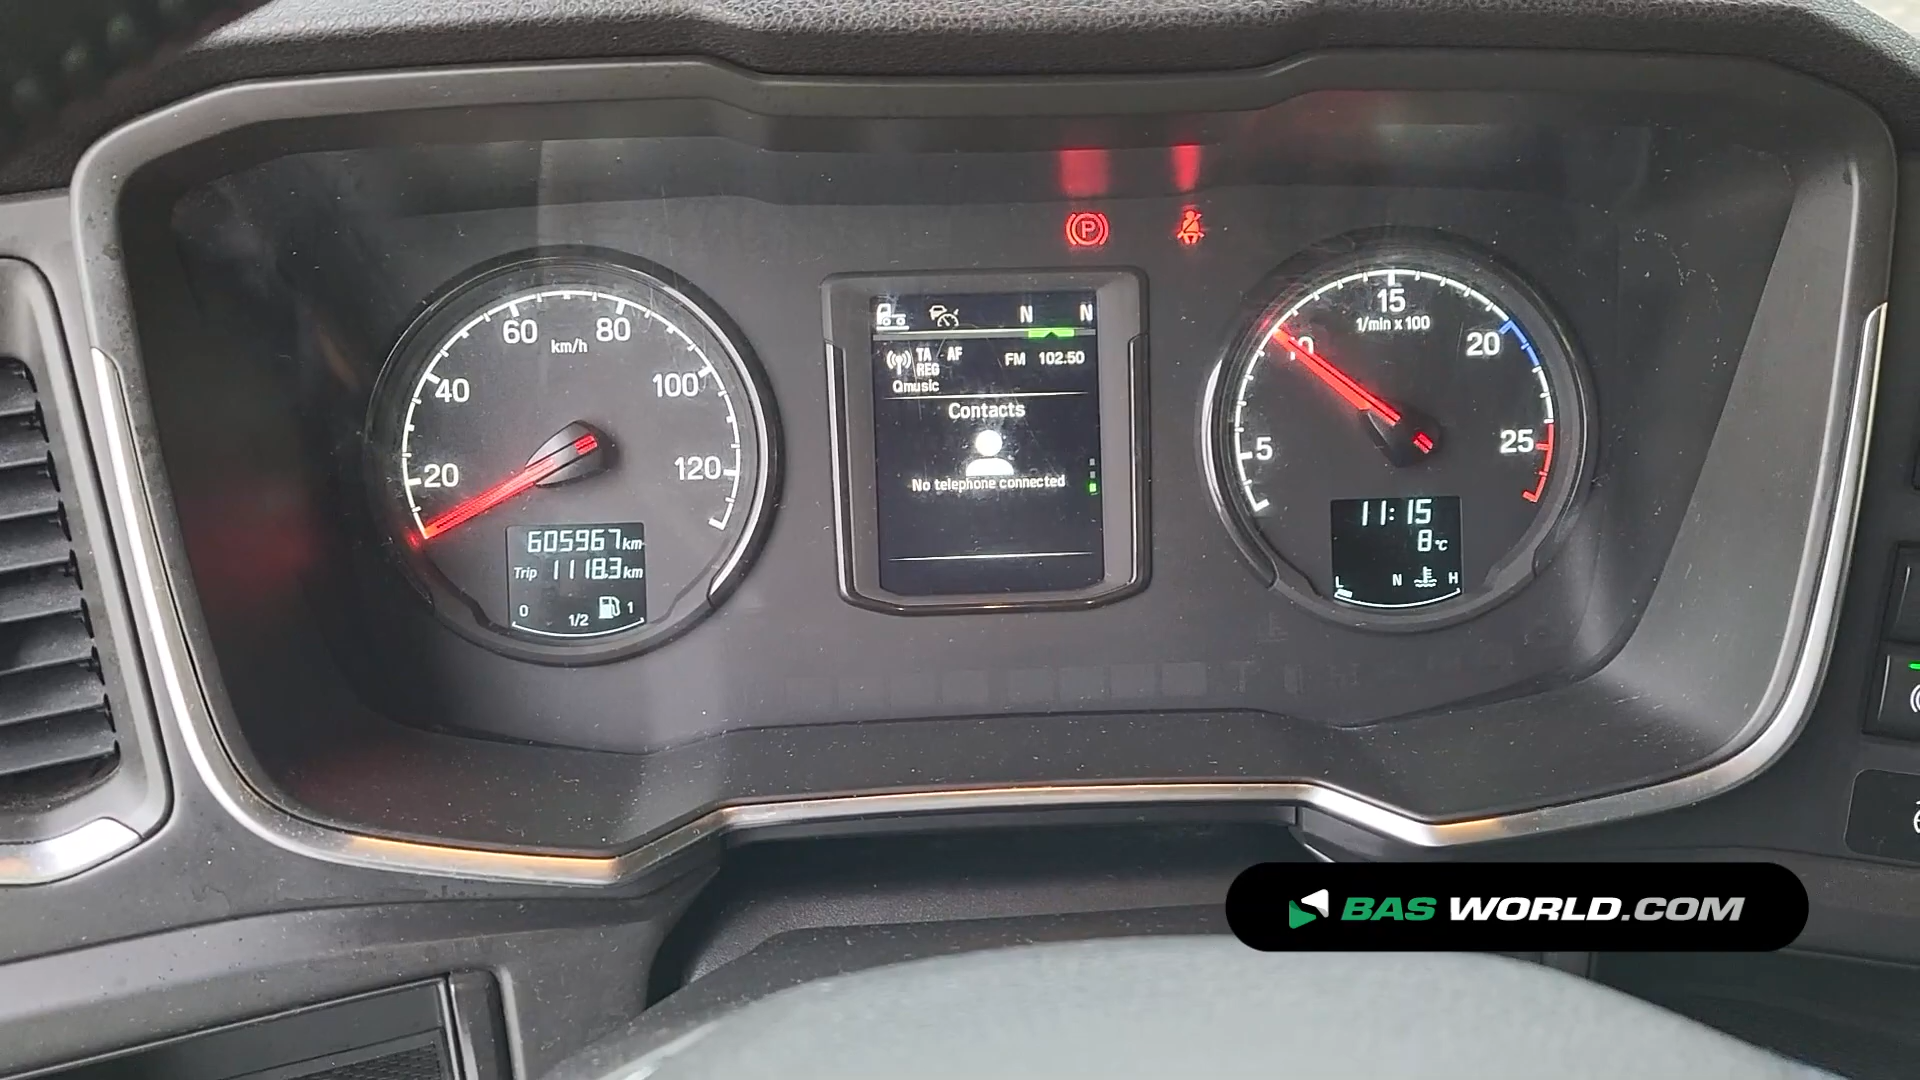 60 80
km/h
40 100
20 120
605967 km
Trip 1118.3 km
0 1/2 1
P
N N
TA AF FM 102.50
REG
Qmusic
Contacts
No telephone connected
15
1/min x 100
10 20
5 25
11:15
8°C
L N H
BAS WORLD.COM